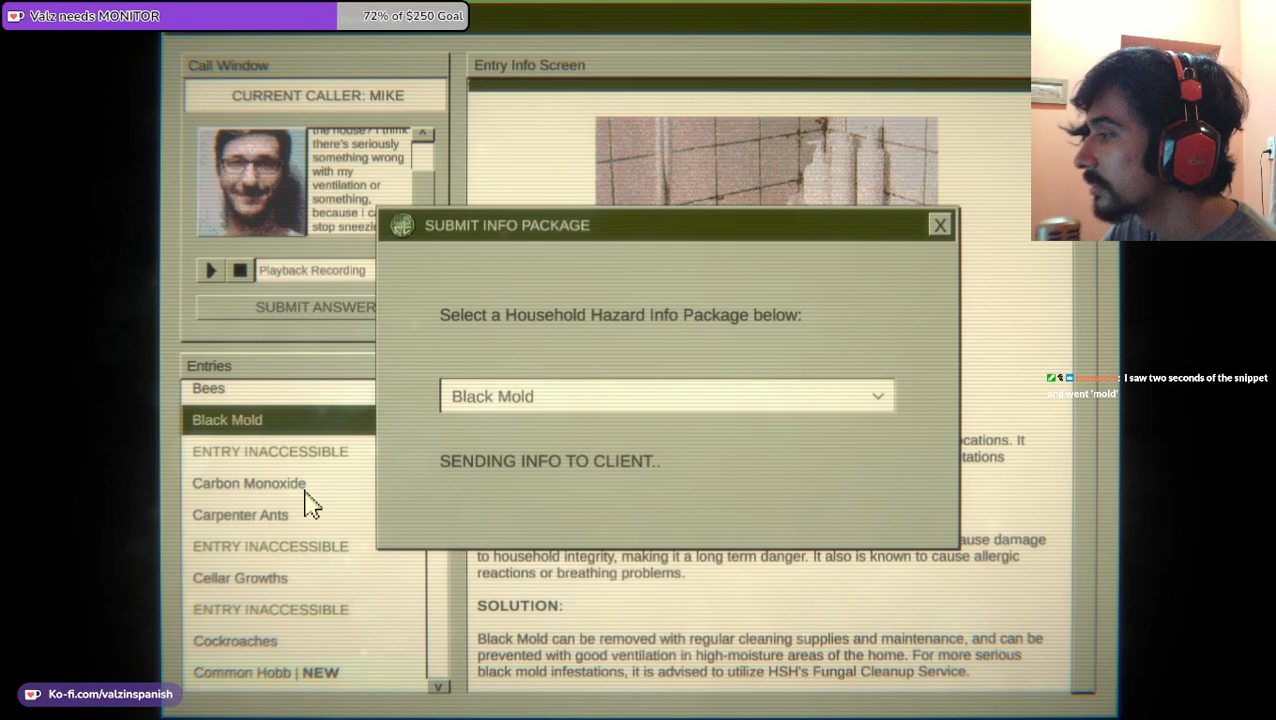 Valz needs MONITOR
72% of $250 Goal
Call Window
CURRENT CALLER: MIKE
the house? I think
there's seriously
something wrong
with my
ventilation or
something,
because I
stop
Playback Recording
SUBMIT ANSWER
Entries
Bees
Black Mold
ENTRY INACCESSIBLE
Carbon Monoxide
Carpenter Ants
ENTRY INACCESSIBLE
Cellar Growths
ENTRY INACCESSIBLE
Cockroaches
Common Hobb | NEW
Entry Info Screen
SUBMIT INFO PACKAGE
X
Select a Household Hazard Info Package below:
Black Mold
SENDING INFO TO CLIENT..
It
ause damage
to household integrity, making it a long term danger. It also is known to cause allergic
reactions or breathing problems.
SOLUTION:
Black Mold can be removed with regular cleaning supplies and maintenance, and can be
prevented with good ventilation in high-moisture areas of the home. For more serious
black mold infestations, it is advised to utilize HSH's Fungal Cleanup Service.
: I saw two seconds of the snippet
and went 'mold'
Ko-fi.com/valzinspanish